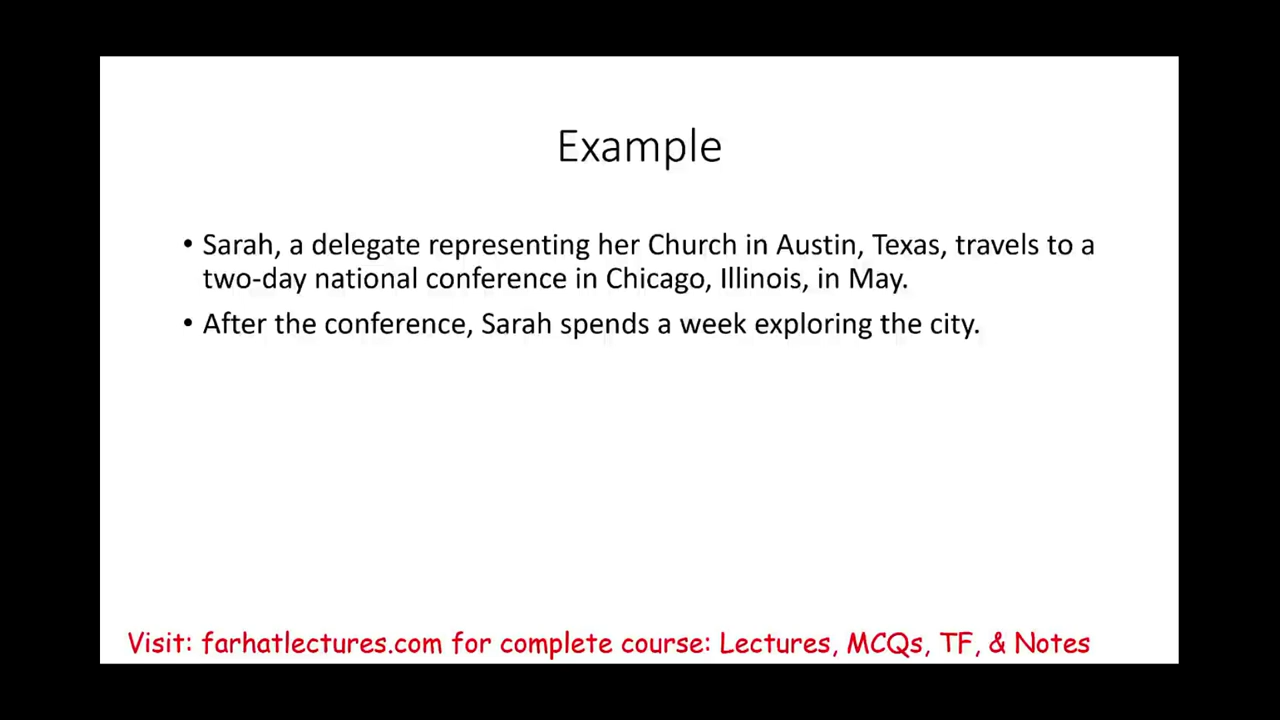 Example
• Sarah, a delegate representing her Church in Austin, Texas, travels to a
two-day national conference in Chicago, Illinois, in May.
• After the conference, Sarah spends a week exploring the city.
Visit: farhatlectures.com for complete course: Lectures, MCQs, TF, & Notes